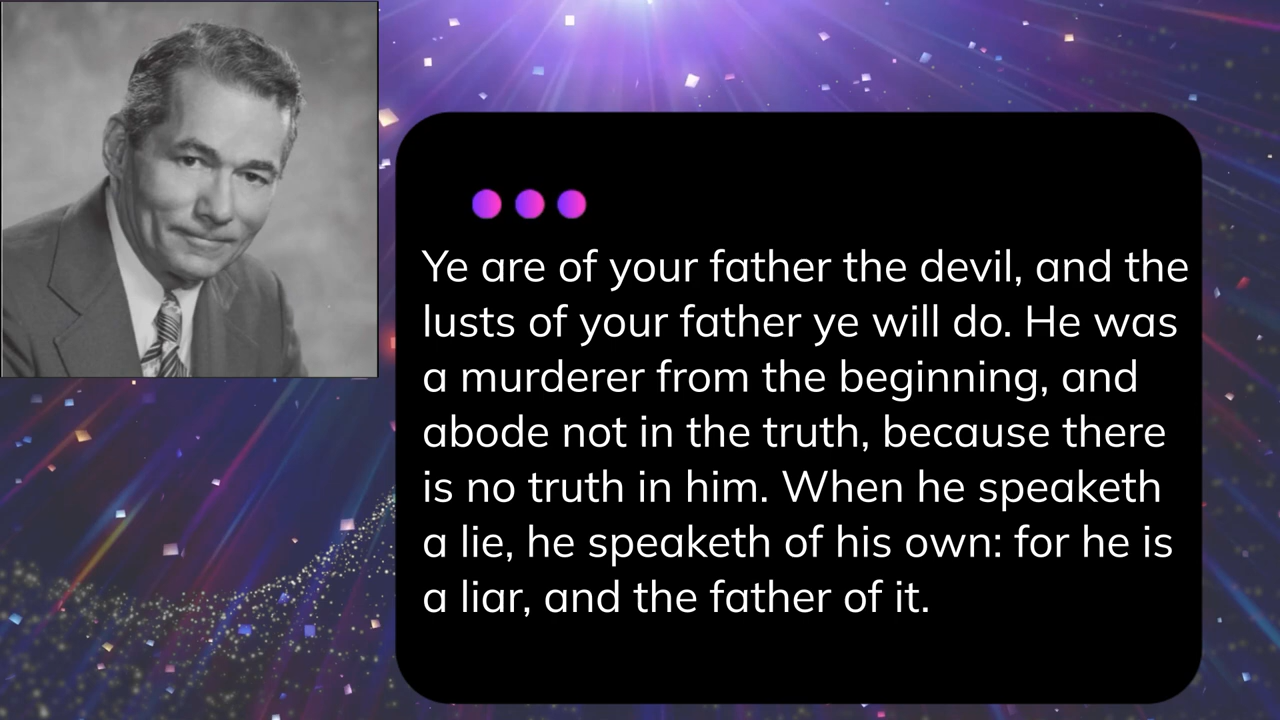 Ye are of your father the devil, and the
lusts of your father ye will do. He was
a murderer from the beginning, and
abode not in the truth, because there
is no truth in him. When he speaketh
a lie, he speaketh of his own: for he is
a liar, and the father of it.